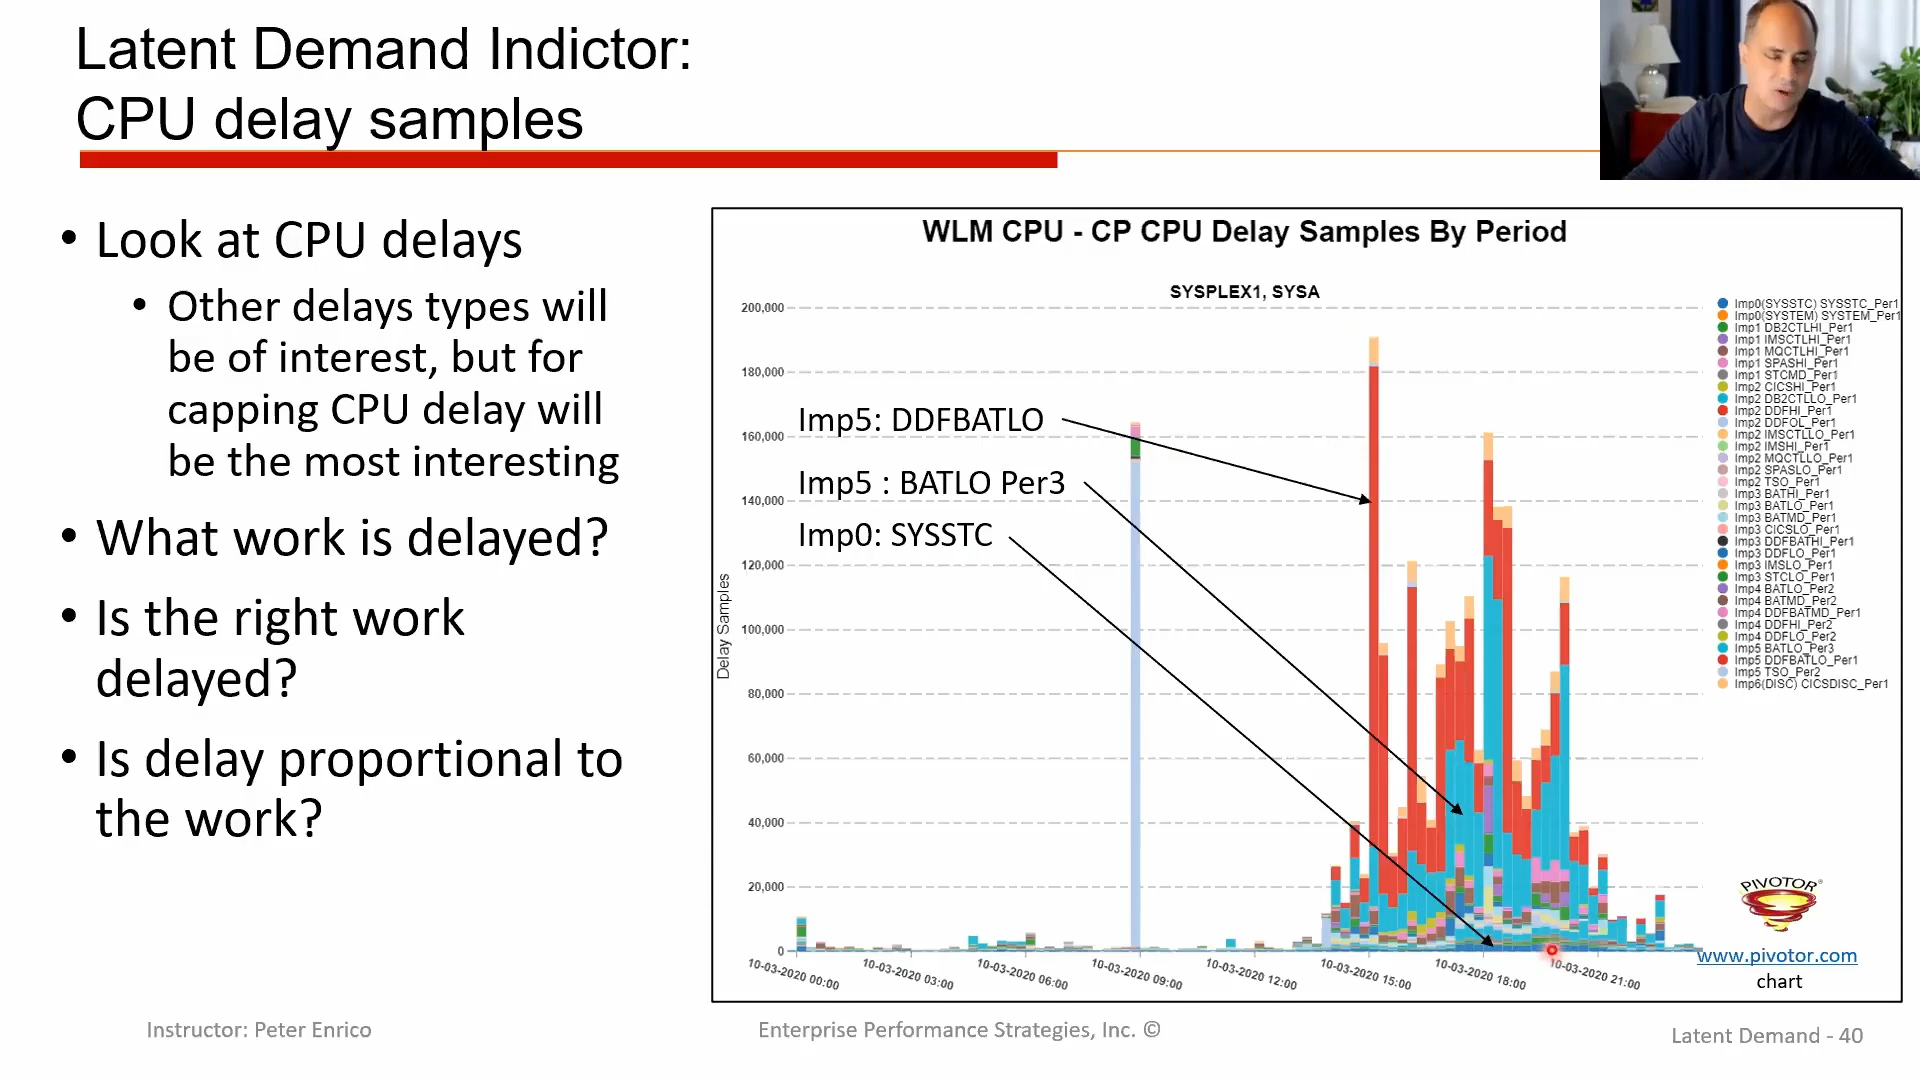 Latent Demand Indictor:
CPU delay samples
• Look at CPU delays
• Other delays types will
be of interest, but for
capping CPU delay will
be the most interesting
• What work is delayed?
• Is the right work
delayed?
• Is delay proportional to
the work?
WLM CPU - CP CPU Delay Samples By Period
SYSPLEX1, SYSA
200,000
180,000
160,000
140,000
120,000
100,000
80,000
60,000
40,000
20,000
0
Delay Samples
Imp5: DDFBATLO
Imp5 : BATLO Per3
Imp0: SYSSTC
10-03-2020 00:00
10-03-2020 03:00
10-03-2020 06:00
10-03-2020 09:00
10-03-2020 12:00
10-03-2020 15:00
10-03-2020 18:00
10-03-2020 21:00
Imp0(SYSSTC) SYSSTC_Per1
Imp0(SYSTEM) SYSTEM_Per1
Imp1 DB2CTLHI_Per1
Imp1 IMSCTLHI_Per1
Imp1 MQCTLHI_Per1
Imp1 SPASHI_Per1
Imp1 STCMD_Per1
Imp2 CICSHI_Per1
Imp2 DB2CTLLO_Per1
Imp2 DDFHI_Per1
Imp2 DDFOL_Per1
Imp2 IMSCTLLO_Per1
Imp2 IMSHI_Per1
Imp2 MQCTLLO_Per1
Imp2 SPASLO_Per1
Imp2 TSO_Per1
Imp3 BATHI_Per1
Imp3 BATLO_Per1
Imp3 BATMD_Per1
Imp3 CICSLO_Per1
Imp3 DDFBATHI_Per1
Imp3 DDFLO_Per1
Imp3 IMSLO_Per1
Imp3 STCLO_Per1
Imp4 BATLO_Per2
Imp4 BATMD_Per2
Imp4 DDFBATMD_Per1
Imp4 DDFHI_Per2
Imp4 DDFLO_Per2
Imp5 BATLO_Per3
Imp5 DDFBATLO_Per1
Imp5 TSO_Per2
Imp6(DISC) CICSDISC_Per1
PIVOTOR®
www.pivotor.com
chart
Instructor: Peter Enrico
Enterprise Performance Strategies, Inc. ©
Latent Demand - 40